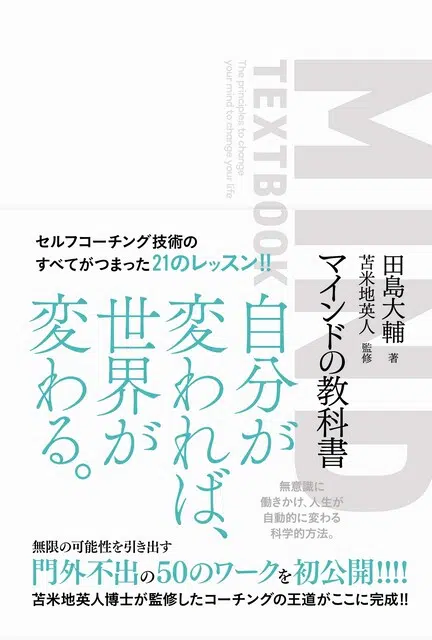 MIND
TEXTBOOK
The principles to change
your mind to change your life
田島大輔 著
苫米地英人 監修
マインドの教科書
セルフコーチング技術の
すべてがつまった21のレッスン!!
自分が
変われば、
世界が
変わる。
無意識に
働きかけ、人生が
自動的に変わる
科学的方法。
無限の可能性を引き出す
門外不出の50のワークを初公開!!!!
苫米地英人博士が監修したコーチングの王道がここに完成!!